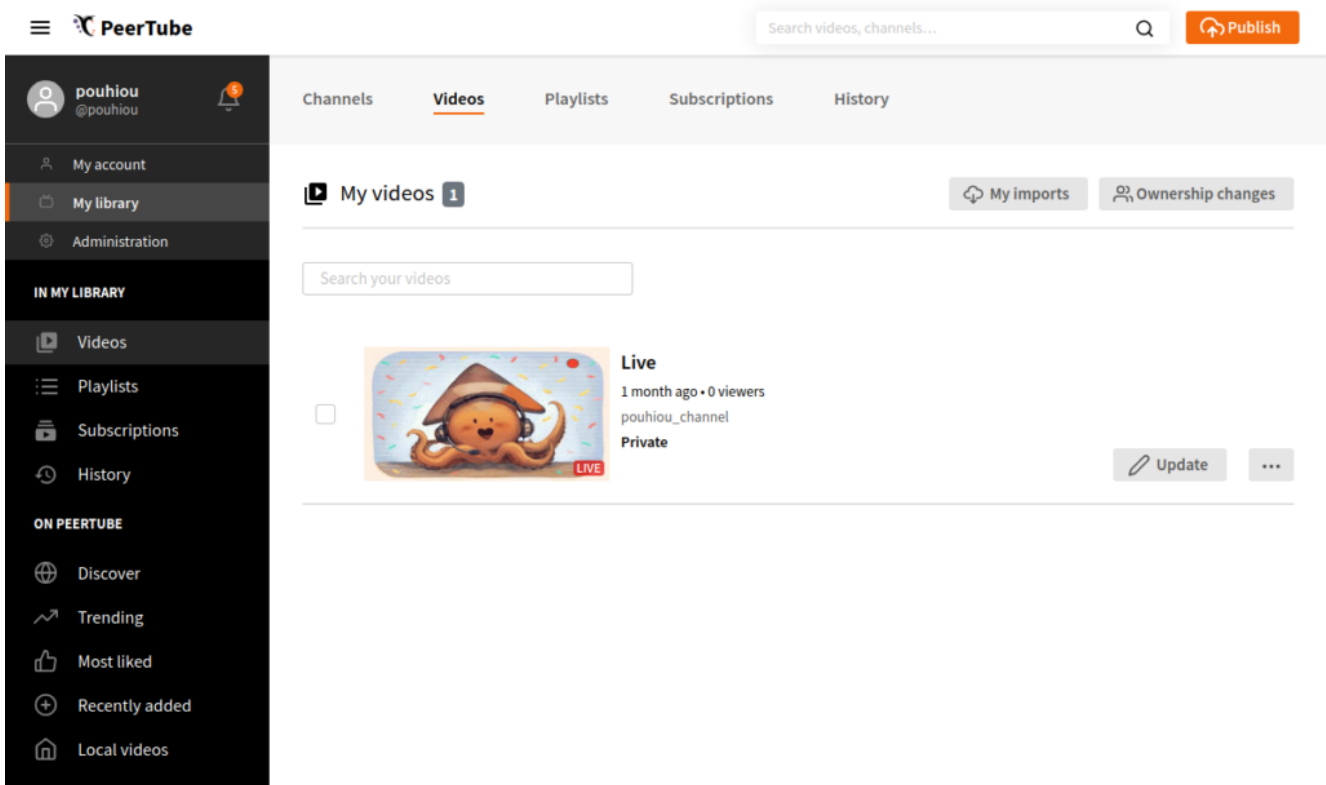 PeerTube
Search videos, channels...
Publish
pouhiou
@pouhiou
5
My account
My library
Administration
IN MY LIBRARY
Videos
Playlists
Subscriptions
History
ON PEERTUBE
Discover
Trending
Most liked
Recently added
Local videos
Channels Videos Playlists Subscriptions History
My videos 1
My imports
Ownership changes
Search your videos
LIVE
Live
1 month ago • 0 viewers
pouhiou_channel
Private
Update
...